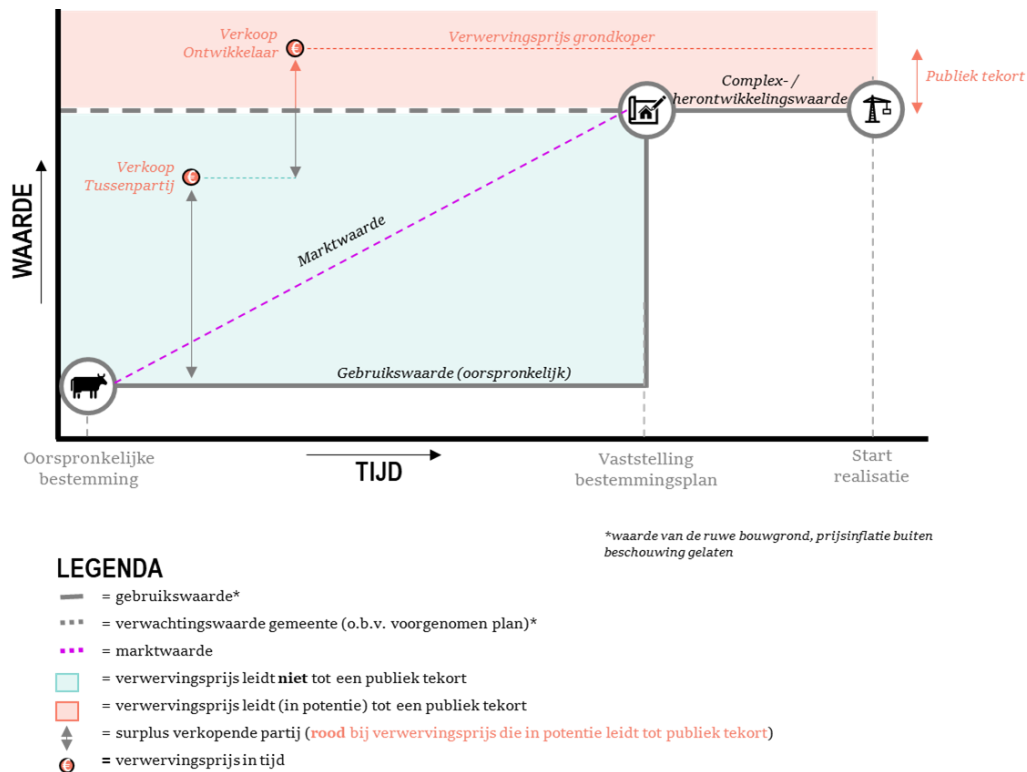 Verkoop
Ontwikkelaar
€
Verwervingsprijs grondkoper
Complex- /
herontwikkelingswaarde
Publiek tekort
Verkoop
Tussenpartij
€
WAARDE
Marktwaarde
Gebruikswaarde (oorspronkelijk)
Oorspronkelijke
bestemming
TIJD
Vaststelling
bestemmingsplan
Start
realisatie
*waarde van de ruwe bouwgrond, prijsinflatie buiten
beschouwing gelaten
LEGENDA
= gebruikswaarde*
= verwachtingswaarde gemeente (o.b.v. voorgenomen plan)*
= marktwaarde
= verwervingsprijs leidt niet tot een publiek tekort
= verwervingsprijs leidt (in potentie) tot een publiek tekort
= surplus verkopende partij (rood bij verwervingsprijs die in potentie leidt tot publiek tekort)
€ = verwervingsprijs in tijd